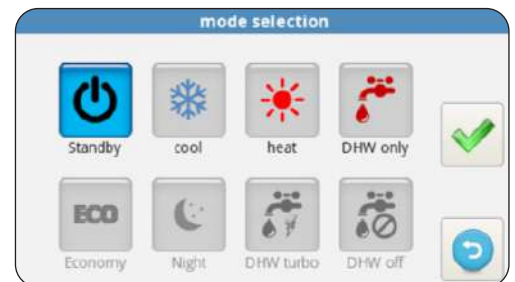 mode selection
Standby cool heat DHW only
ECO
Economy Night DHW turbo DHW off